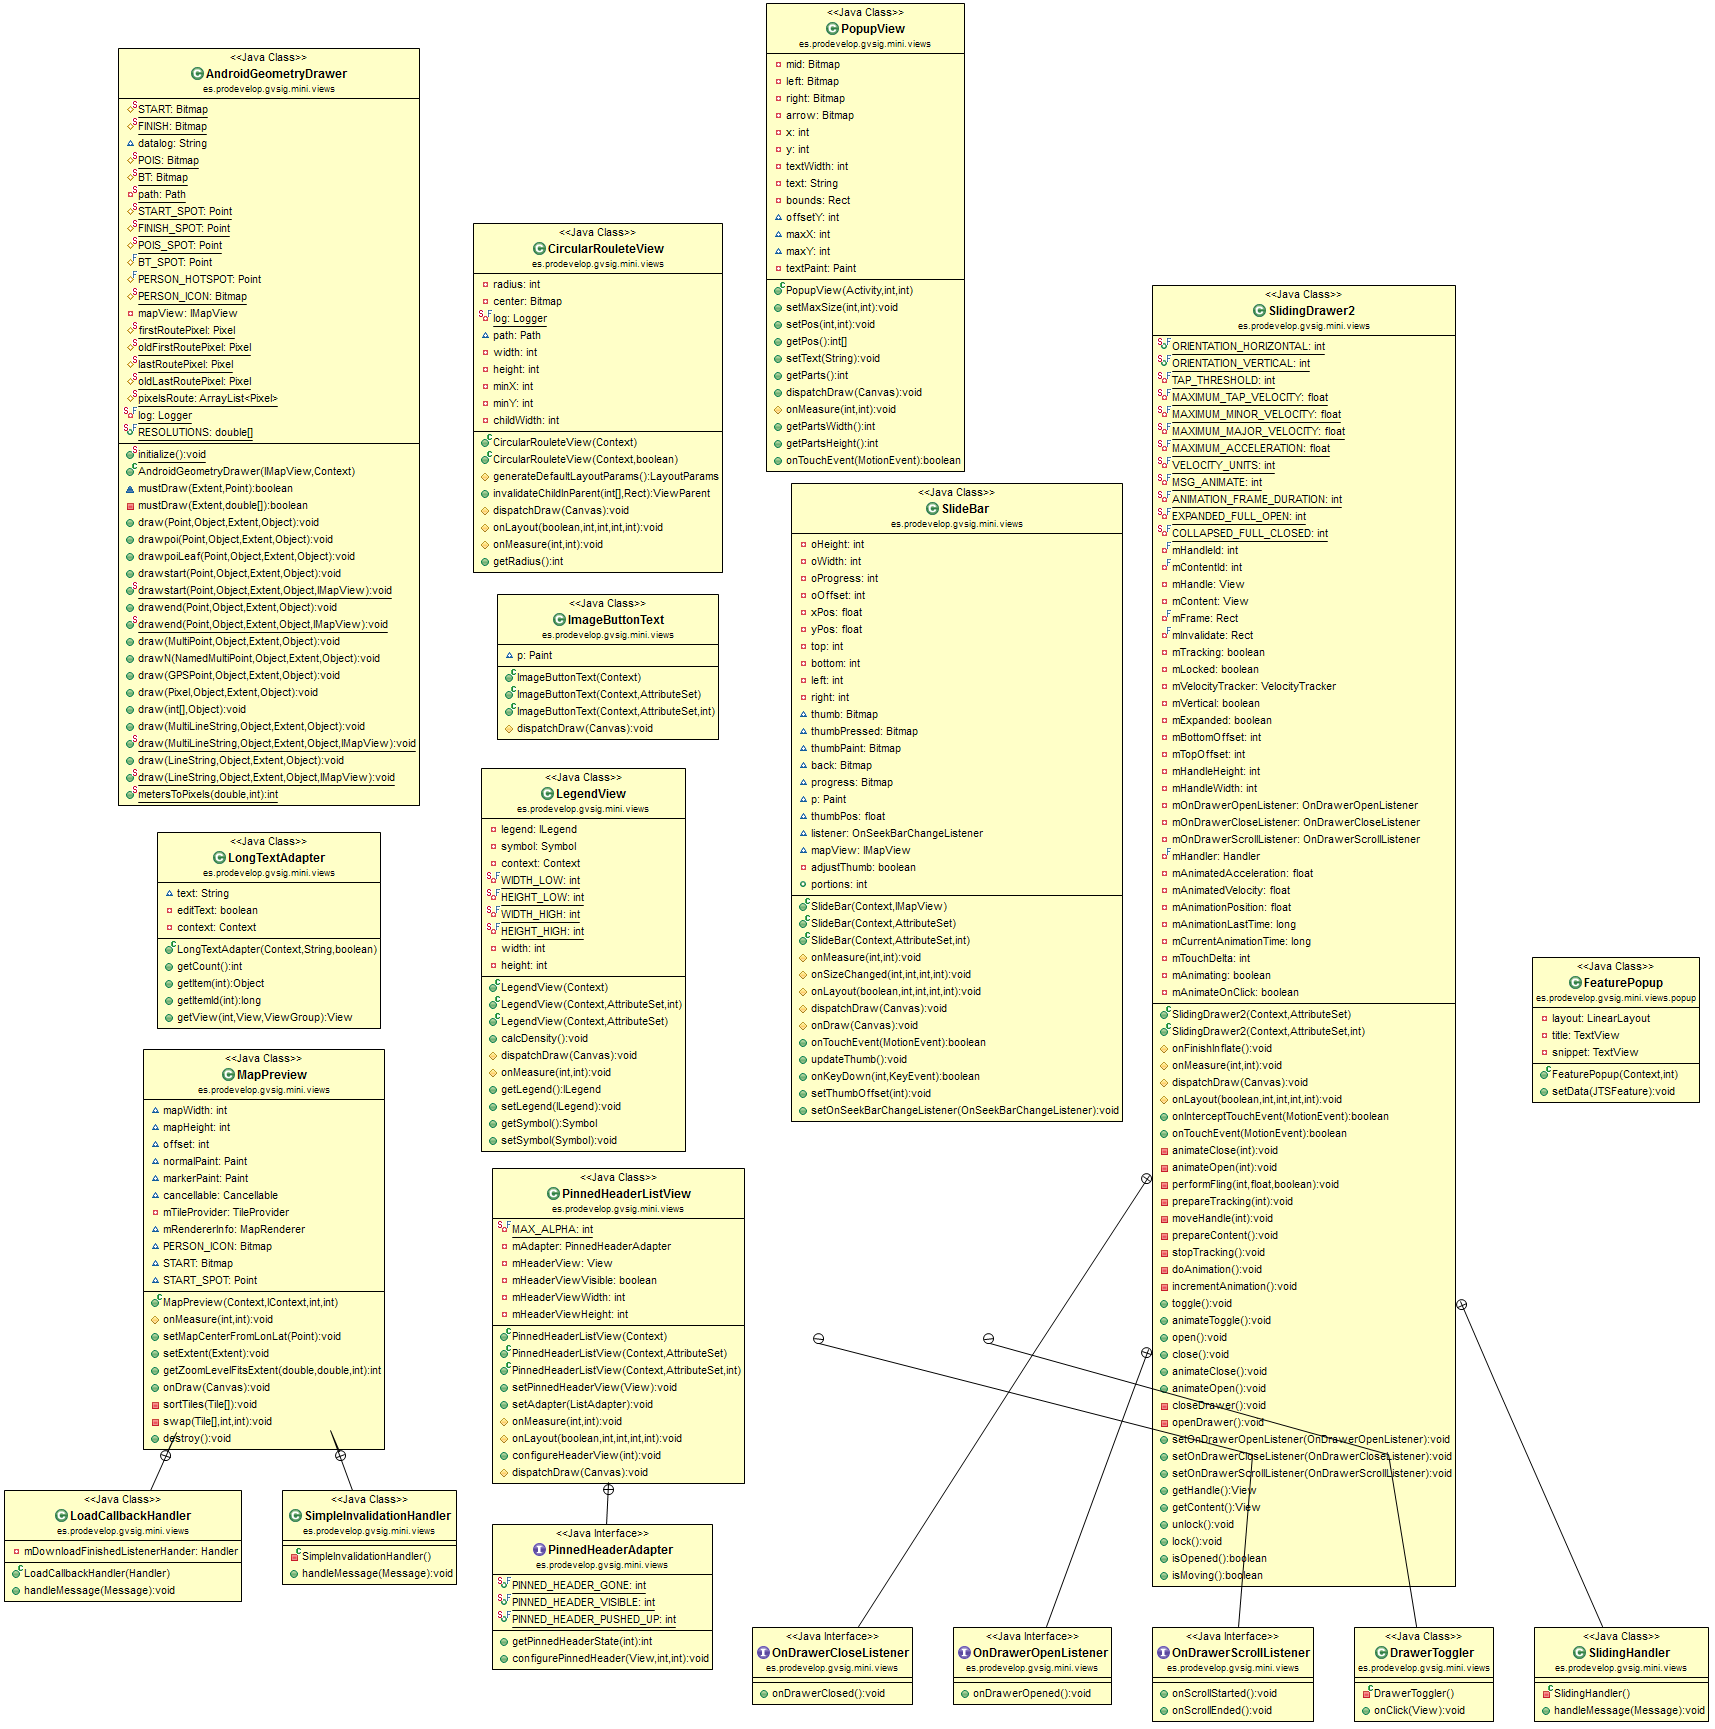 <<Java Class>>
AndroidGeometryDrawer
es.prodevelop.gvsig.mini.views
START: Bitmap
FINISH: Bitmap
datalog: String
POIS: Bitmap
BT: Bitmap
path: Path
START_SPOT: Point
FINISH_SPOT: Point
POIS_SPOT: Point
BT_SPOT: Point
PERSON_HOTSPOT: Point
PERSON_ICON: Bitmap
mapView: IMapView
firstRoutePixel: Pixel
oldFirstRoutePixel: Pixel
lastRoutePixel: Pixel
oldLastRoutePixel: Pixel
pixelsRoute: ArrayList<Pixel>
log: Logger
RESOLUTIONS: double[]
initialize():void
AndroidGeometryDrawer(IMapView,Context)
mustDraw(Extent,Point):boolean
mustDraw(Extent,double[]):boolean
draw(Point,Object,Extent,Object):void
drawpoi(Point,Object,Extent,Object):void
drawpoiLeaf(Point,Object,Extent,Object):void
drawstart(Point,Object,Extent,Object):void
drawstart(Point,Object,Extent,Object,IMapView):void
drawend(Point,Object,Extent,Object):void
drawend(Point,Object,Extent,Object,IMapView):void
draw(MultiPoint,Object,Extent,Object):void
drawN(NamedMultiPoint,Object,Extent,Object):void
draw(GPSPoint,Object,Extent,Object):void
draw(Pixel,Object,Extent,Object):void
draw(int[],Object):void
draw(MultiLineString,Object,Extent,Object):void
draw(MultiLineString,Object,Extent,Object,IMapView):void
draw(LineString,Object,Extent,Object):void
draw(LineString,Object,Extent,Object,IMapView):void
metersToPixels(double,int):int
<<Java Class>>
LongTextAdapter
es.prodevelop.gvsig.mini.views
text: String
editText: boolean
context: Context
LongTextAdapter(Context,String,boolean)
getCount():int
getItem(int):Object
getItemId(int):long
getView(int,View,ViewGroup):View
<<Java Class>>
MapPreview
es.prodevelop.gvsig.mini.views
mapWidth: int
mapHeight: int
offset: int
normalPaint: Paint
markerPaint: Paint
cancellable: Cancellable
mTileProvider: TileProvider
mRendererInfo: MapRenderer
PERSON_ICON: Bitmap
START: Bitmap
START_SPOT: Point
MapPreview(Context,IContext,int,int)
onMeasure(int,int):void
setMapCenterFromLonLat(Point):void
setExtent(Extent):void
getZoomLevelFitsExtent(double,double,int):int
onDraw(Canvas):void
sortTiles(Tile[]):void
swap(Tile[],int,int):void
destroy():void
<<Java Class>>
LoadCallbackHandler
es.prodevelop.gvsig.mini.views
mDownloadFinishedListenerHander: Handler
LoadCallbackHandler(Handler)
handleMessage(Message):void
<<Java Class>>
SimpleInvalidationHandler
es.prodevelop.gvsig.mini.views
SimpleInvalidationHandler()
handleMessage(Message):void
<<Java Class>>
CircularRouleteView
es.prodevelop.gvsig.mini.views
radius: int
center: Bitmap
log: Logger
path: Path
width: int
height: int
minX: int
minY: int
childWidth: int
CircularRouleteView(Context)
CircularRouleteView(Context,boolean)
generateDefaultLayoutParams():LayoutParams
invalidateChildInParent(int[],Rect):ViewParent
dispatchDraw(Canvas):void
onLayout(boolean,int,int,int,int):void
onMeasure(int,int):void
getRadius():int
<<Java Class>>
ImageButtonText
es.prodevelop.gvsig.mini.views
p: Paint
ImageButtonText(Context)
ImageButtonText(Context,AttributeSet)
ImageButtonText(Context,AttributeSet,int)
dispatchDraw(Canvas):void
<<Java Class>>
LegendView
es.prodevelop.gvsig.mini.views
legend: ILegend
symbol: Symbol
context: Context
WIDTH_LOW: int
HEIGHT_LOW: int
WIDTH_HIGH: int
HEIGHT_HIGH: int
width: int
height: int
LegendView(Context)
LegendView(Context,AttributeSet,int)
LegendView(Context,AttributeSet)
calcDensity():void
dispatchDraw(Canvas):void
onMeasure(int,int):void
getLegend():ILegend
setLegend(ILegend):void
getSymbol():Symbol
setSymbol(Symbol):void
<<Java Class>>
PinnedHeaderListView
es.prodevelop.gvsig.mini.views
MAX_ALPHA: int
mAdapter: PinnedHeaderAdapter
mHeaderView: View
mHeaderViewVisible: boolean
mHeaderViewWidth: int
mHeaderViewHeight: int
PinnedHeaderListView(Context)
PinnedHeaderListView(Context,AttributeSet)
PinnedHeaderListView(Context,AttributeSet,int)
setPinnedHeaderView(View):void
setAdapter(ListAdapter):void
onMeasure(int,int):void
onLayout(boolean,int,int,int,int):void
configureHeaderView(int):void
dispatchDraw(Canvas):void
<<Java Interface>>
PinnedHeaderAdapter
es.prodevelop.gvsig.mini.views
PINNED_HEADER_GONE: int
PINNED_HEADER_VISIBLE: int
PINNED_HEADER_PUSHED_UP: int
getPinnedHeaderState(int):int
configurePinnedHeader(View,int,int):void
<<Java Class>>
PopupView
es.prodevelop.gvsig.mini.views
mid: Bitmap
left: Bitmap
right: Bitmap
arrow: Bitmap
x: int
y: int
textWidth: int
text: String
bounds: Rect
offsetY: int
maxX: int
maxY: int
textPaint: Paint
PopupView(Activity,int,int)
setMaxSize(int,int):void
setPos(int,int):void
getPos():int[]
setText(String):void
getParts():int
dispatchDraw(Canvas):void
onMeasure(int,int):void
getPartsWidth():int
getPartsHeight():int
onTouchEvent(MotionEvent):boolean
<<Java Class>>
SlideBar
es.prodevelop.gvsig.mini.views
oHeight: int
oWidth: int
oProgress: int
oOffset: int
xPos: float
yPos: float
top: int
bottom: int
left: int
right: int
thumb: Bitmap
thumbPressed: Bitmap
thumbPaint: Bitmap
back: Bitmap
progress: Bitmap
p: Paint
thumbPos: float
listener: OnSeekBarChangeListener
mapView: IMapView
adjustThumb: boolean
portions: int
SlideBar(Context,IMapView)
SlideBar(Context,AttributeSet)
SlideBar(Context,AttributeSet,int)
onMeasure(int,int):void
onSizeChanged(int,int,int,int):void
onLayout(boolean,int,int,int,int):void
dispatchDraw(Canvas):void
onDraw(Canvas):void
onTouchEvent(MotionEvent):boolean
updateThumb():void
onKeyDown(int,KeyEvent):boolean
setThumbOffset(int):void
setOnSeekBarChangeListener(OnSeekBarChangeListener):void
<<Java Class>>
SlidingDrawer2
es.prodevelop.gvsig.mini.views
ORIENTATION_HORIZONTAL: int
ORIENTATION_VERTICAL: int
TAP_THRESHOLD: int
MAXIMUM_TAP_VELOCITY: float
MAXIMUM_MINOR_VELOCITY: float
MAXIMUM_MAJOR_VELOCITY: float
MAXIMUM_ACCELERATION: float
VELOCITY_UNITS: int
MSG_ANIMATE: int
ANIMATION_FRAME_DURATION: int
EXPANDED_FULL_OPEN: int
COLLAPSED_FULL_CLOSED: int
mHandleId: int
mContentId: int
mHandle: View
mContent: View
mFrame: Rect
mInvalidate: Rect
mTracking: boolean
mLocked: boolean
mVelocityTracker: VelocityTracker
mVertical: boolean
mExpanded: boolean
mBottomOffset: int
mTopOffset: int
mHandleHeight: int
mHandleWidth: int
mOnDrawerOpenListener: OnDrawerOpenListener
mOnDrawerCloseListener: OnDrawerCloseListener
mOnDrawerScrollListener: OnDrawerScrollListener
mHandler: Handler
mAnimatedAcceleration: float
mAnimatedVelocity: float
mAnimationPosition: float
mAnimationLastTime: long
mCurrentAnimationTime: long
mTouchDelta: int
mAnimating: boolean
mAnimateOnClick: boolean
SlidingDrawer2(Context,AttributeSet)
SlidingDrawer2(Context,AttributeSet,int)
onFinishInflate():void
onMeasure(int,int):void
dispatchDraw(Canvas):void
onLayout(boolean,int,int,int,int):void
onInterceptTouchEvent(MotionEvent):boolean
onTouchEvent(MotionEvent):boolean
animateClose(int):void
animateOpen(int):void
performFling(int,float,boolean):void
prepareTracking(int):void
moveHandle(int):void
prepareContent():void
stopTracking():void
doAnimation():void
incrementAnimation():void
toggle():void
animateToggle():void
open():void
close():void
animateClose():void
animateOpen():void
closeDrawer():void
openDrawer():void
setOnDrawerOpenListener(OnDrawerOpenListener):void
setOnDrawerCloseListener(OnDrawerCloseListener):void
setOnDrawerScrollListener(OnDrawerScrollListener):void
getHandle():View
getContent():View
unlock():void
lock():void
isOpened():boolean
isMoving():boolean
<<Java Class>>
FeaturePopup
es.prodevelop.gvsig.mini.views.popup
layout: LinearLayout
title: TextView
snippet: TextView
FeaturePopup(Context,int)
setData(JTSFeature):void
<<Java Interface>>
OnDrawerCloseListener
es.prodevelop.gvsig.mini.views
onDrawerClosed():void
<<Java Interface>>
OnDrawerOpenListener
es.prodevelop.gvsig.mini.views
onDrawerOpened():void
<<Java Interface>>
OnDrawerScrollListener
es.prodevelop.gvsig.mini.views
onScrollStarted():void
onScrollEnded():void
<<Java Class>>
DrawerToggler
es.prodevelop.gvsig.mini.views
DrawerToggler()
onClick(View):void
<<Java Class>>
SlidingHandler
es.prodevelop.gvsig.mini.views
SlidingHandler()
handleMessage(Message):void